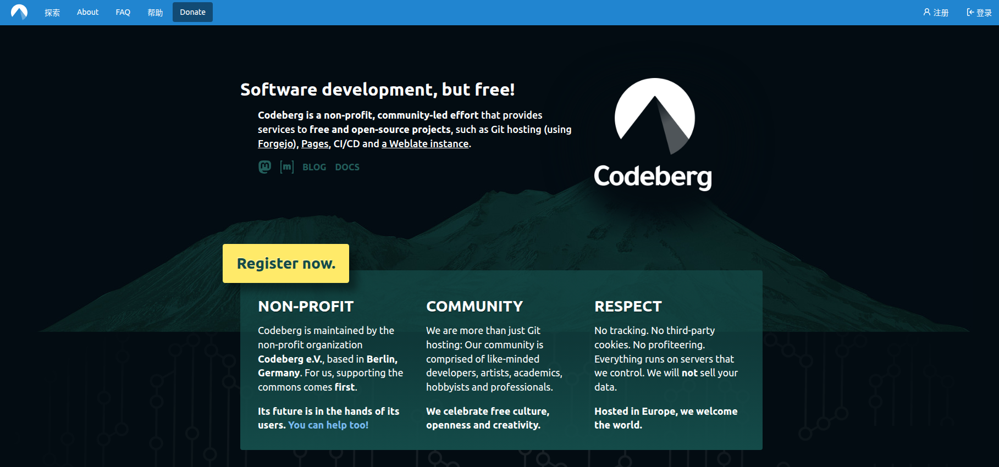 探索 About FAQ 帮助 Donate 注册 登录
Software development, but free!
Codeberg is a non-profit, community-led effort that provides
services to free and open-source projects, such as Git hosting (using
Forgejo), Pages, CI/CD and a Weblate instance.
m [m] BLOG DOCS
Codeberg
Register now.
NON-PROFIT
Codeberg is maintained by the
non-profit organization
Codeberg e.V., based in Berlin,
Germany. For us, supporting the
commons comes first.
Its future is in the hands of its
users. You can help too!
COMMUNITY
We are more than just Git
hosting: Our community is
comprised of like-minded
developers, artists, academics,
hobbyists and professionals.
We celebrate free culture,
openness and creativity.
RESPECT
No tracking. No third-party
cookies. No profiteering.
Everything runs on servers that
we control. We will not sell your
data.
Hosted in Europe, we welcome
the world.